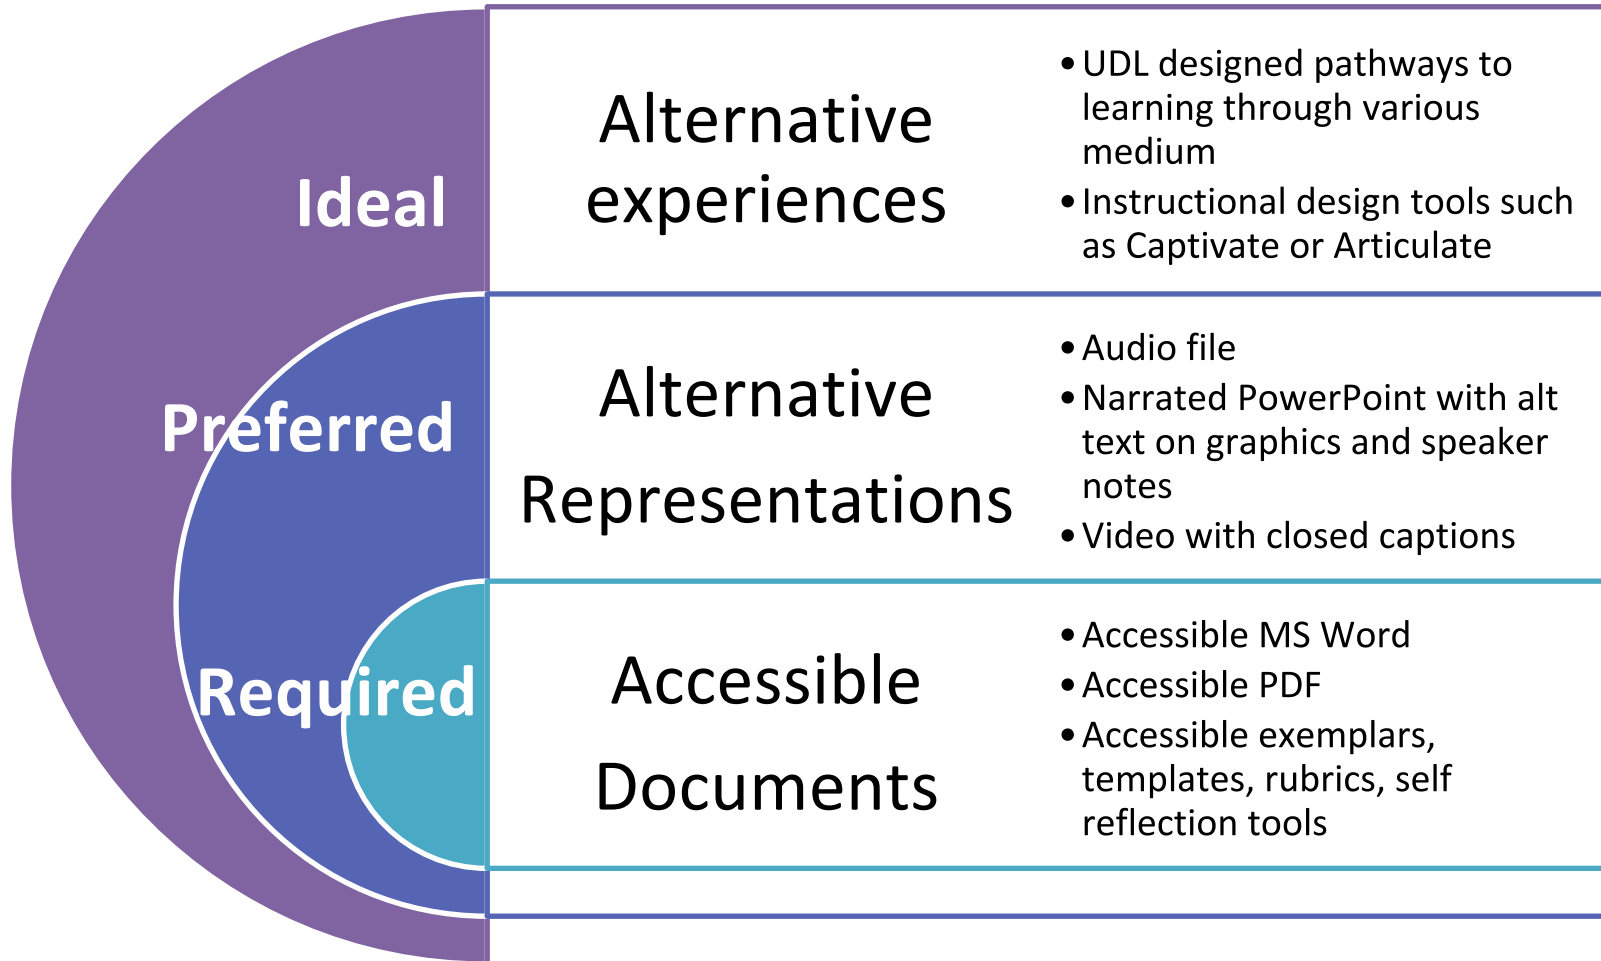 Ideal
Alternative
experiences
•UDL designed pathways to
learning through various
medium
•Instructional design tools such
as Captivate or Articulate
Preferred
Alternative
Representations
•Audio file
•Narrated PowerPoint with alt
text on graphics and speaker
notes
•Video with closed captions
Required
Accessible
Documents
•Accessible MS Word
•Accessible PDF
•Accessible exemplars,
templates, rubrics, self
reflection tools